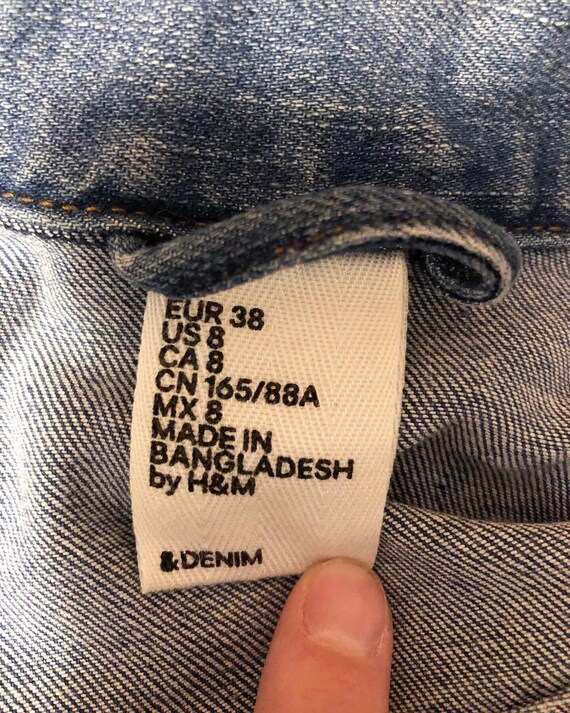 EUR 38
US 8
CA 8
CN 165/88A
MX 8
MADE IN
BANGLADESH
by H&M
&DENIM